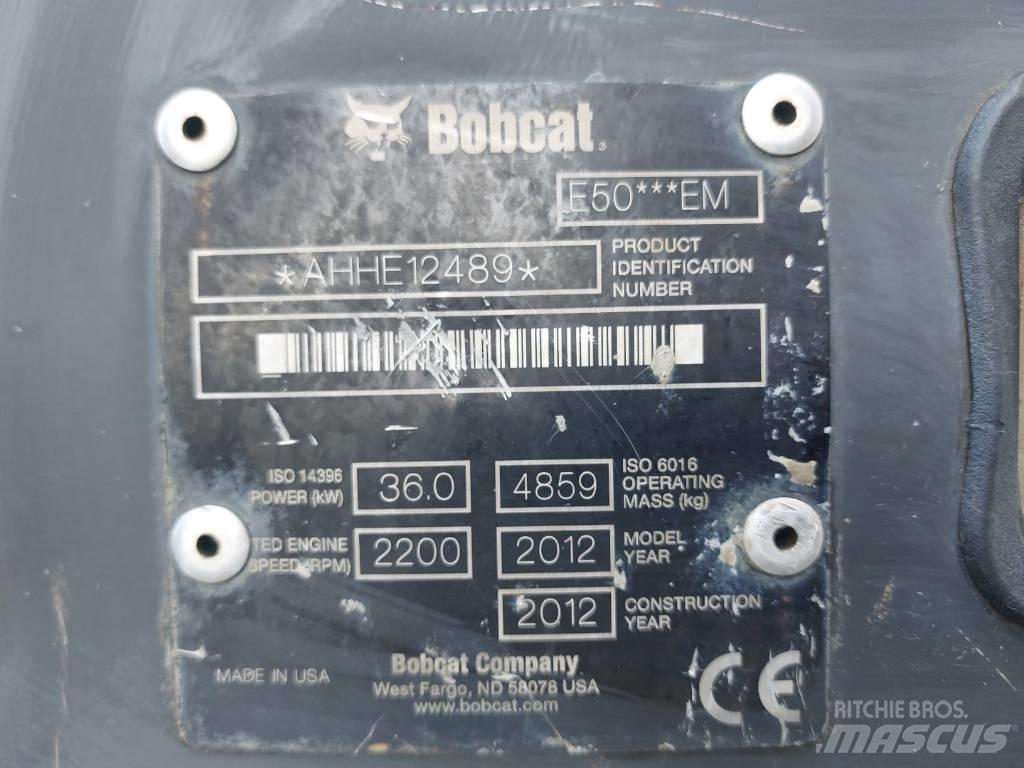 Bobcat®
E50***EM
*AHHE12489*
PRODUCT
IDENTIFICATION
NUMBER
ISO 14396
POWER (kW)
36.0
4859
ISO 6016
OPERATING
MASS (kg)
TED ENGINE
SPEED (RPM)
2200
2012
MODEL
YEAR
2012
CONSTRUCTION
YEAR
MADE IN USA
Bobcat Company
West Fargo, ND 58078 USA
www.bobcat.com
CE
RITCHIE BROS.
MASCUS